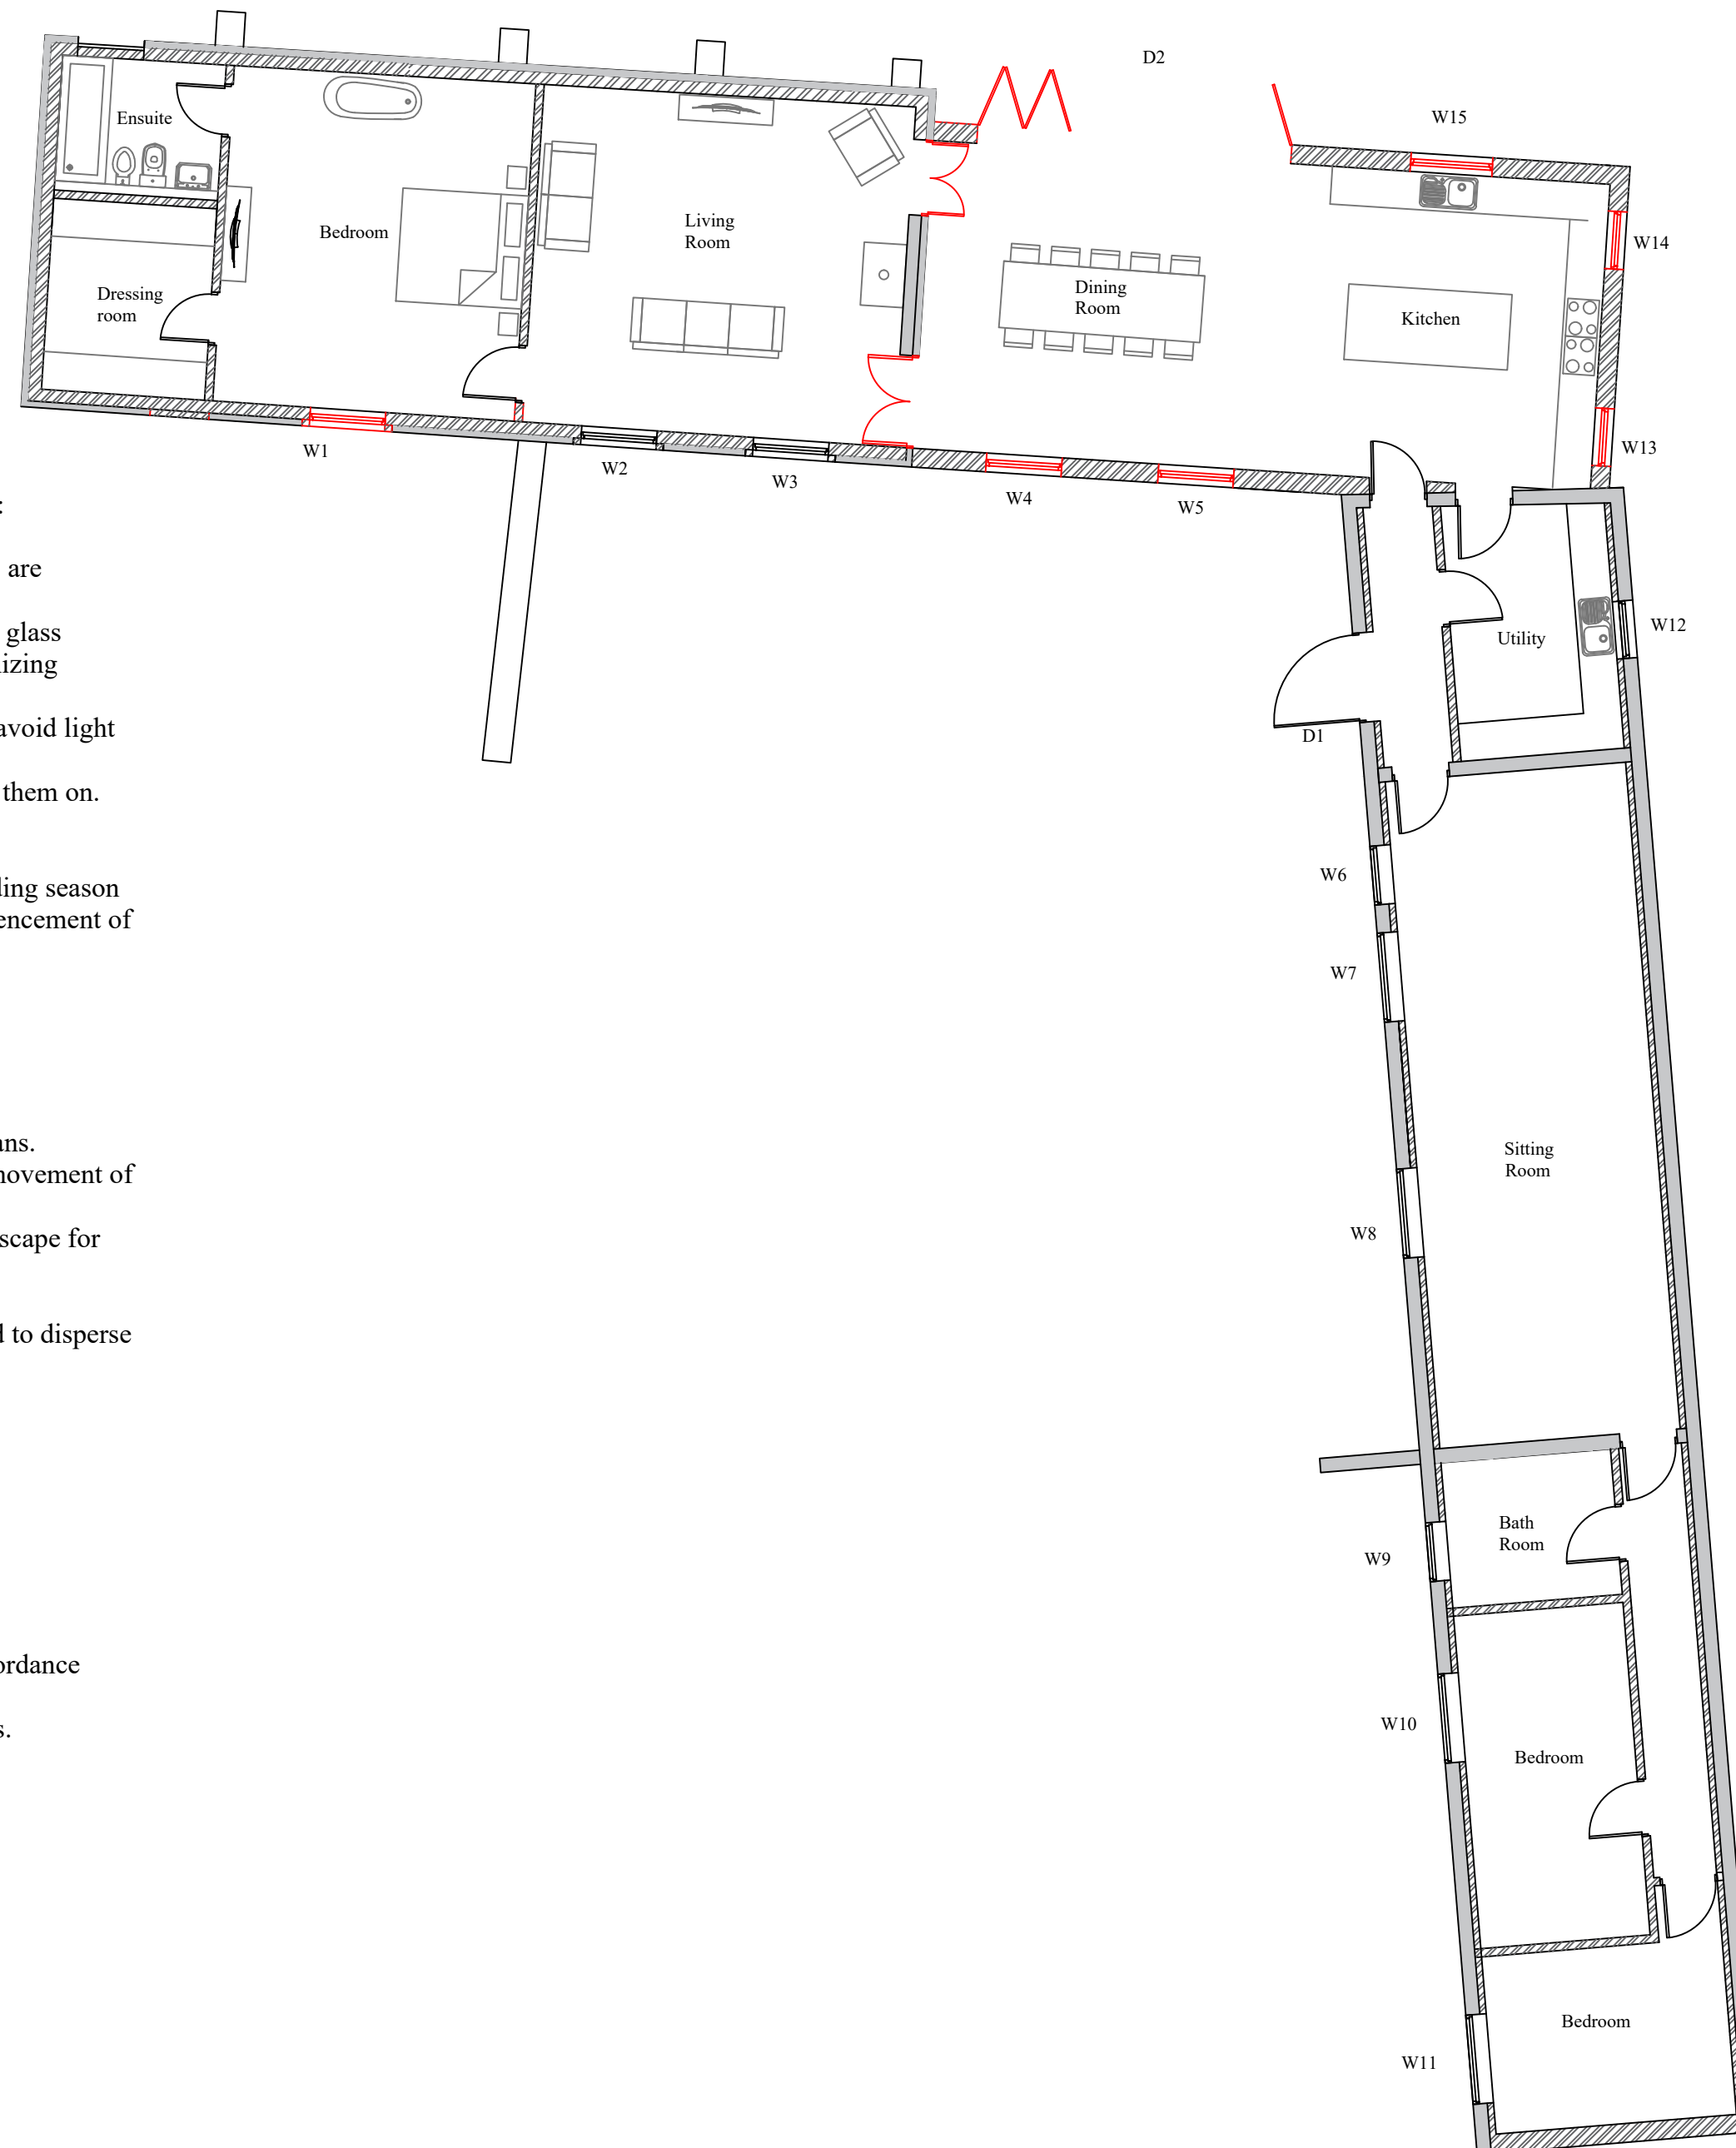 D2
W15
Ensuite
Bedroom
Living
Room
W14
Dressing
room
Dining
Room
Kitchen
W1
W2
W3
W4
W5
W13
:
are
glass
izing
avoid light
them on.
ling season
encement of
ans.
novement of
scape for
d to disperse
ordance
s.
Utility
W12
D1
W6
W7
Sitting
Room
W8
Bath
Room
W9
W10
Bedroom
Bedroom
W11